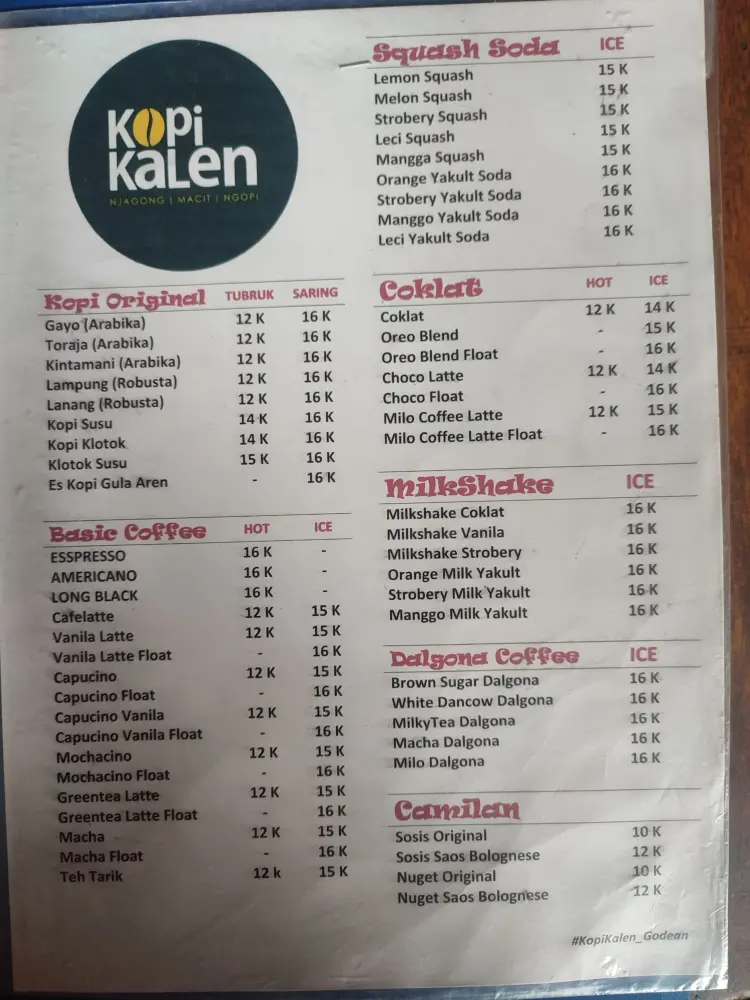 Kopi
Kalen
NJAGONG | MACIT | NGOPI
Kopi Original TUBRUK SARING
Gayo (Arabika) 12 K 16 K
Toraja (Arabika) 12 K 16 K
Kintamani (Arabika) 12 K 16 K
Lampung (Robusta) 12 K 16 K
Lanang (Robusta) 12 K 16 K
Kopi Susu 14 K 16 K
Kopi Klotok 14 K 16 K
Klotok Susu 15 K 16 K
Es Kopi Gula Aren - 16 K
Basic Coffee HOT ICE
ESSPRESSO 16 K -
AMERICANO 16 K -
LONG BLACK 16 K -
Cafelatte 12 K 15 K
Vanila Latte 12 K 15 K
Vanila Latte Float - 16 K
Capucino 12 K 15 K
Capucino Float - 16 K
Capucino Vanila 12 K 15 K
Capucino Vanila Float - 16 K
Mochacino 12 K 15 K
Mochacino Float - 16 K
Greentea Latte 12 K 15 K
Greentea Latte Float - 16 K
Macha 12 K 15 K
Macha Float - 16 K
Teh Tarik 12 k 15 K
Squash Soda ICE
Lemon Squash 15 K
Melon Squash 15 K
Strobery Squash 15 K
Leci Squash 15 K
Mangga Squash 15 K
Orange Yakult Soda 16 K
Strobery Yakult Soda 16 K
Manggo Yakult Soda 16 K
Leci Yakult Soda 16 K
Coklat HOT ICE
Coklat 12 K 14 K
Oreo Blend - 15 K
Oreo Blend Float - 16 K
Choco Latte 12 K 14 K
Choco Float - 16 K
Milo Coffee Latte 12 K 15 K
Milo Coffee Latte Float - 16 K
MilkShake ICE
Milkshake Coklat 16 K
Milkshake Vanila 16 K
Milkshake Strobery 16 K
Orange Milk Yakult 16 K
Strobery Milk Yakult 16 K
Manggo Milk Yakult 16 K
Dalgona Coffee ICE
Brown Sugar Dalgona 16 K
White Dancow Dalgona 16 K
MilkyTea Dalgona 16 K
Macha Dalgona 16 K
Milo Dalgona 16 K
Camilan
Sosis Original 10 K
Sosis Saos Bolognese 12 K
Nuget Original 10 K
Nuget Saos Bolognese 12 K
#KopiKalen_Godean